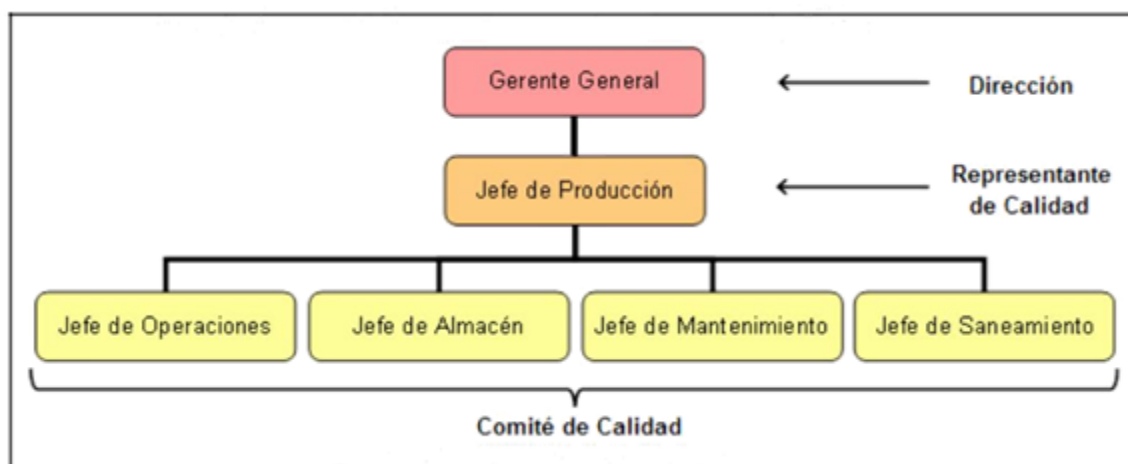 Gerente General
Dirección
Jefe de Producción
Representante
de Calidad
Jefe de Operaciones
Jefe de Almacén
Jefe de Mantenimiento
Jefe de Saneamiento
Comité de Calidad